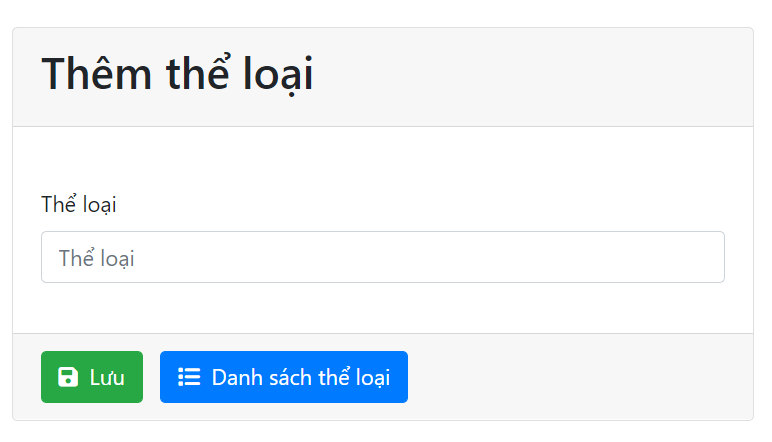 Thêm thể loại
Thể loại
Thể loại
Lưu Danh sách thể loại